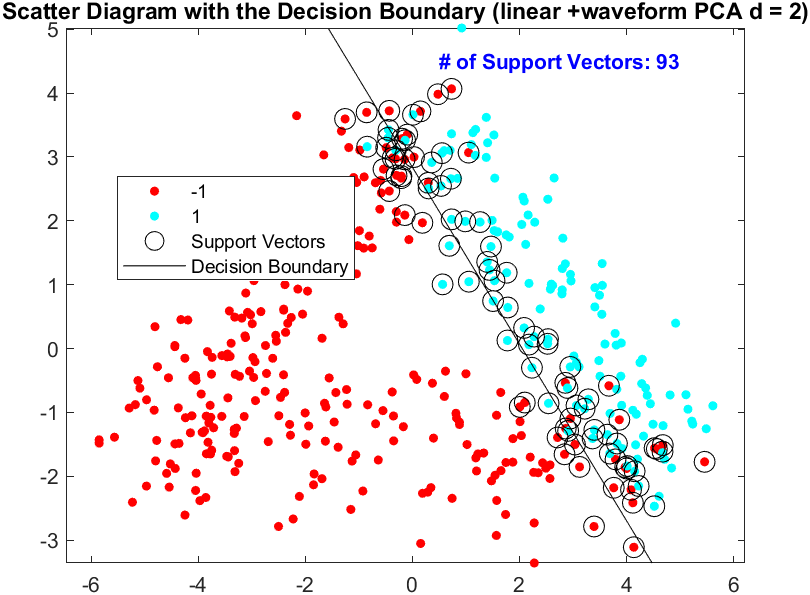 Scatter Diagram with the Decision Boundary (linear +waveform PCA d = 2)
# of Support Vectors: 93
-1
1
Support Vectors
Decision Boundary
5
4
3
2
1
0
-1
-2
-3
-6 -4 -2 0 2 4 6